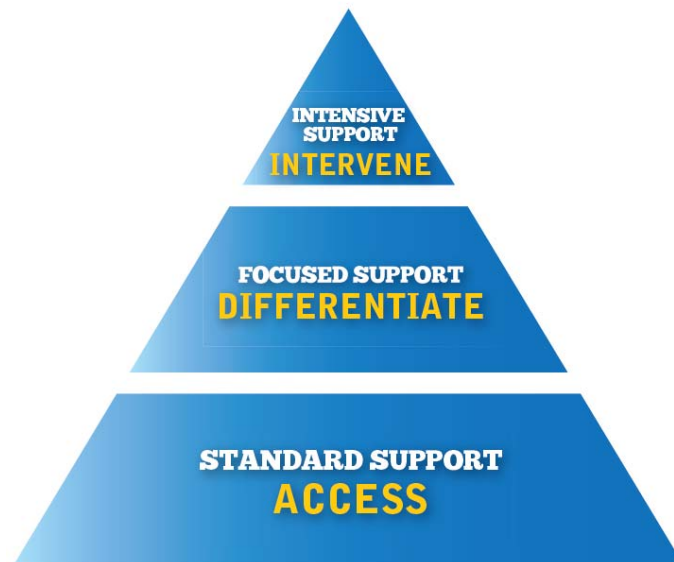 INTENSIVE
SUPPORT
INTERVENE
FOCUSED SUPPORT
DIFFERENTIATE
STANDARD SUPPORT
ACCESS